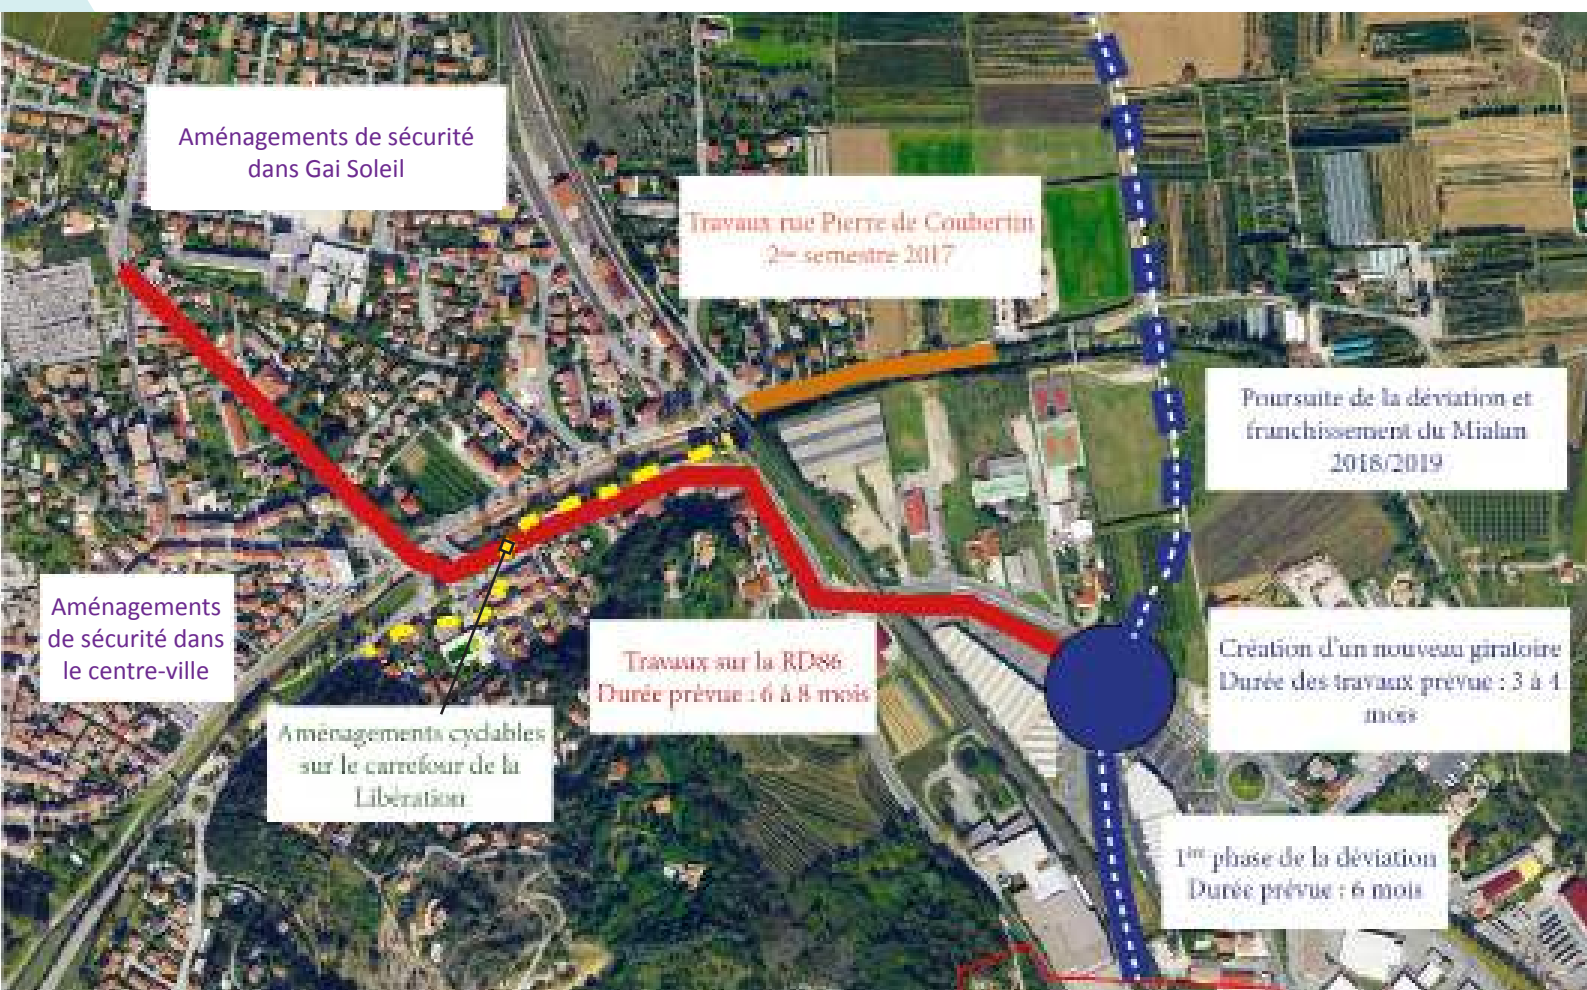 Aménagements de sécurité
dans Gai Soleil
Travaux rue Pierre de Coubertin
2ème semestre 2017
Poursuite de la déviation et
franchissement du Mialan
2018/2019
Aménagements
de sécurité dans
le centre-ville
Travaux sur la RD86
Durée prévue : 6 à 8 mois
Création d'un nouveau giratoire
Durée des travaux prévue : 3 à 4
mois
Aménagements cyclables
sur le carrefour de la
Libération
1ère phase de la déviation
Durée prévue : 6 mois